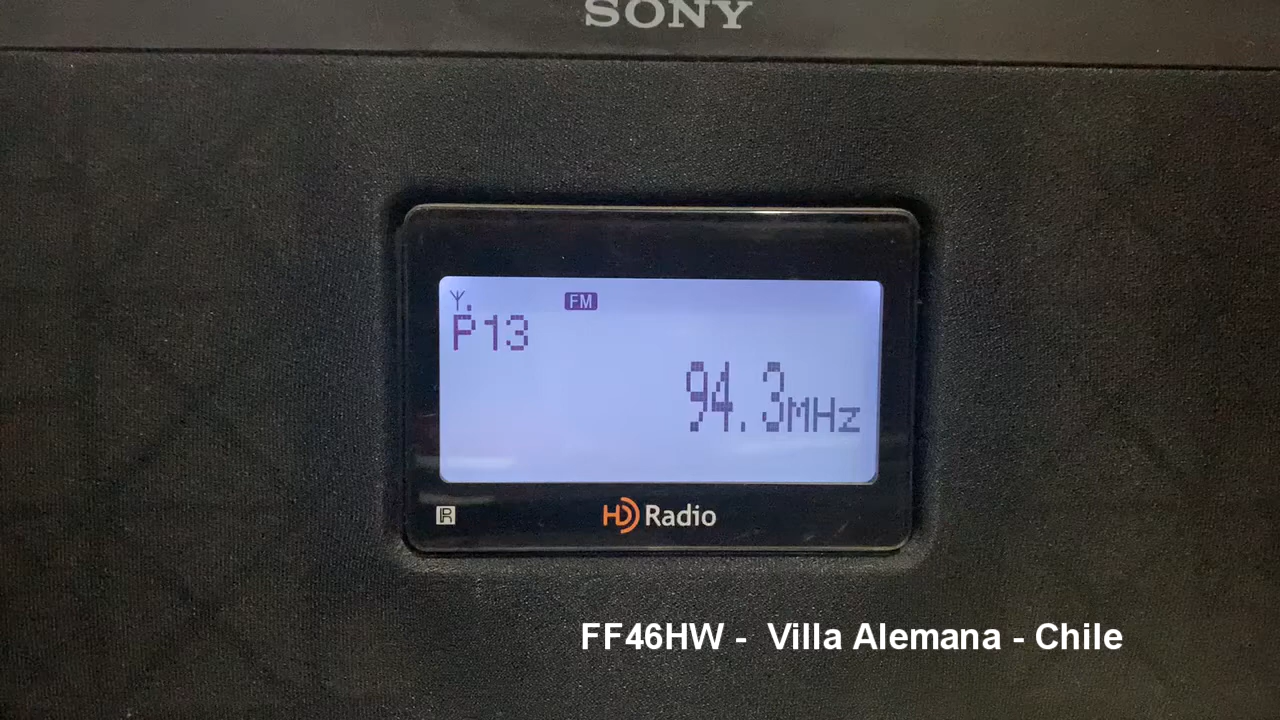 SONY
FM
P13
94.3MHz
R
HD Radio
FF46HW -  Villa Alemana - Chile